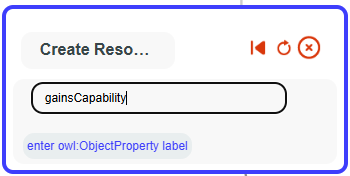 Create Reso…
gainsCapability
enter owl:ObjectProperty label